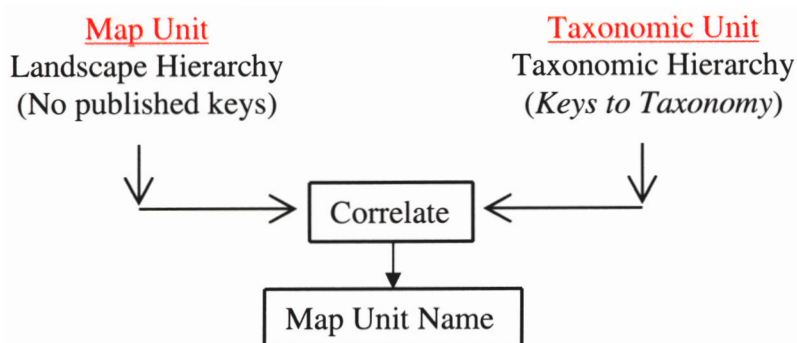 Map Unit
Landscape Hierarchy
(No published keys)
Taxonomic Unit
Taxonomic Hierarchy
(Keys to Taxonomy)
Correlate
Map Unit Name